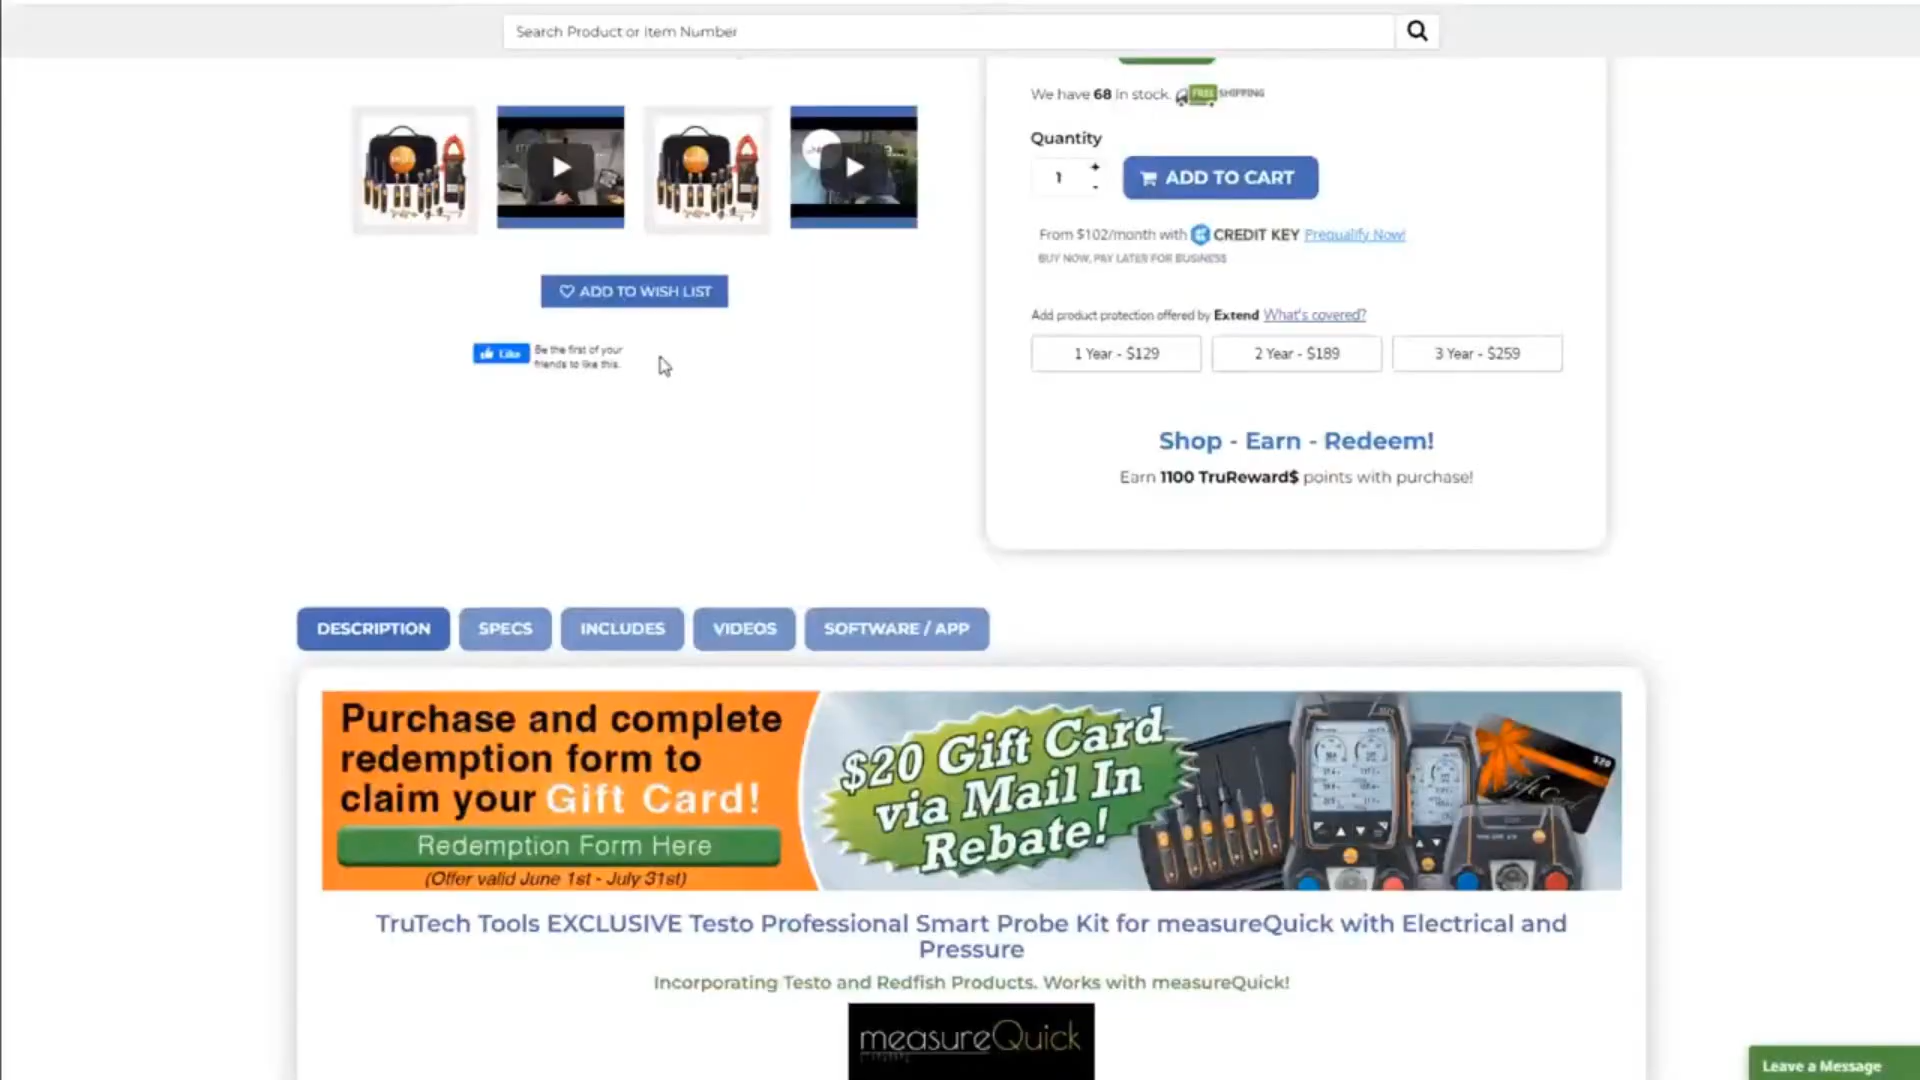 Search Product or Item Number
We have 68 in stock. FREE SHIPPING
Quantity
1
+
-
ADD TO CART
From $102/month with CREDIT KEY Prequalify Now!
BUY NOW, PAY LATER FOR BUSINESS
ADD TO WISH LIST
Like
Be the first of your
friends to like this.
Add product protection offered by Extend What's covered?
1 Year - $129
2 Year - $189
3 Year - $259
Shop - Earn - Redeem!
Earn 1100 TruReward$ points with purchase!
DESCRIPTION
SPECS
INCLUDES
VIDEOS
SOFTWARE / APP
Purchase and complete
redemption form to
claim your Gift Card!
Redemption Form Here
(Offer valid June 1st - July 31st)
$20 Gift Card
via Mail In
Rebate!
$20
Gift Card
TruTech Tools EXCLUSIVE Testo Professional Smart Probe Kit for measureQuick with Electrical and
Pressure
Incorporating Testo and Redfish Products. Works with measureQuick!
measureQuick
Leave a Message